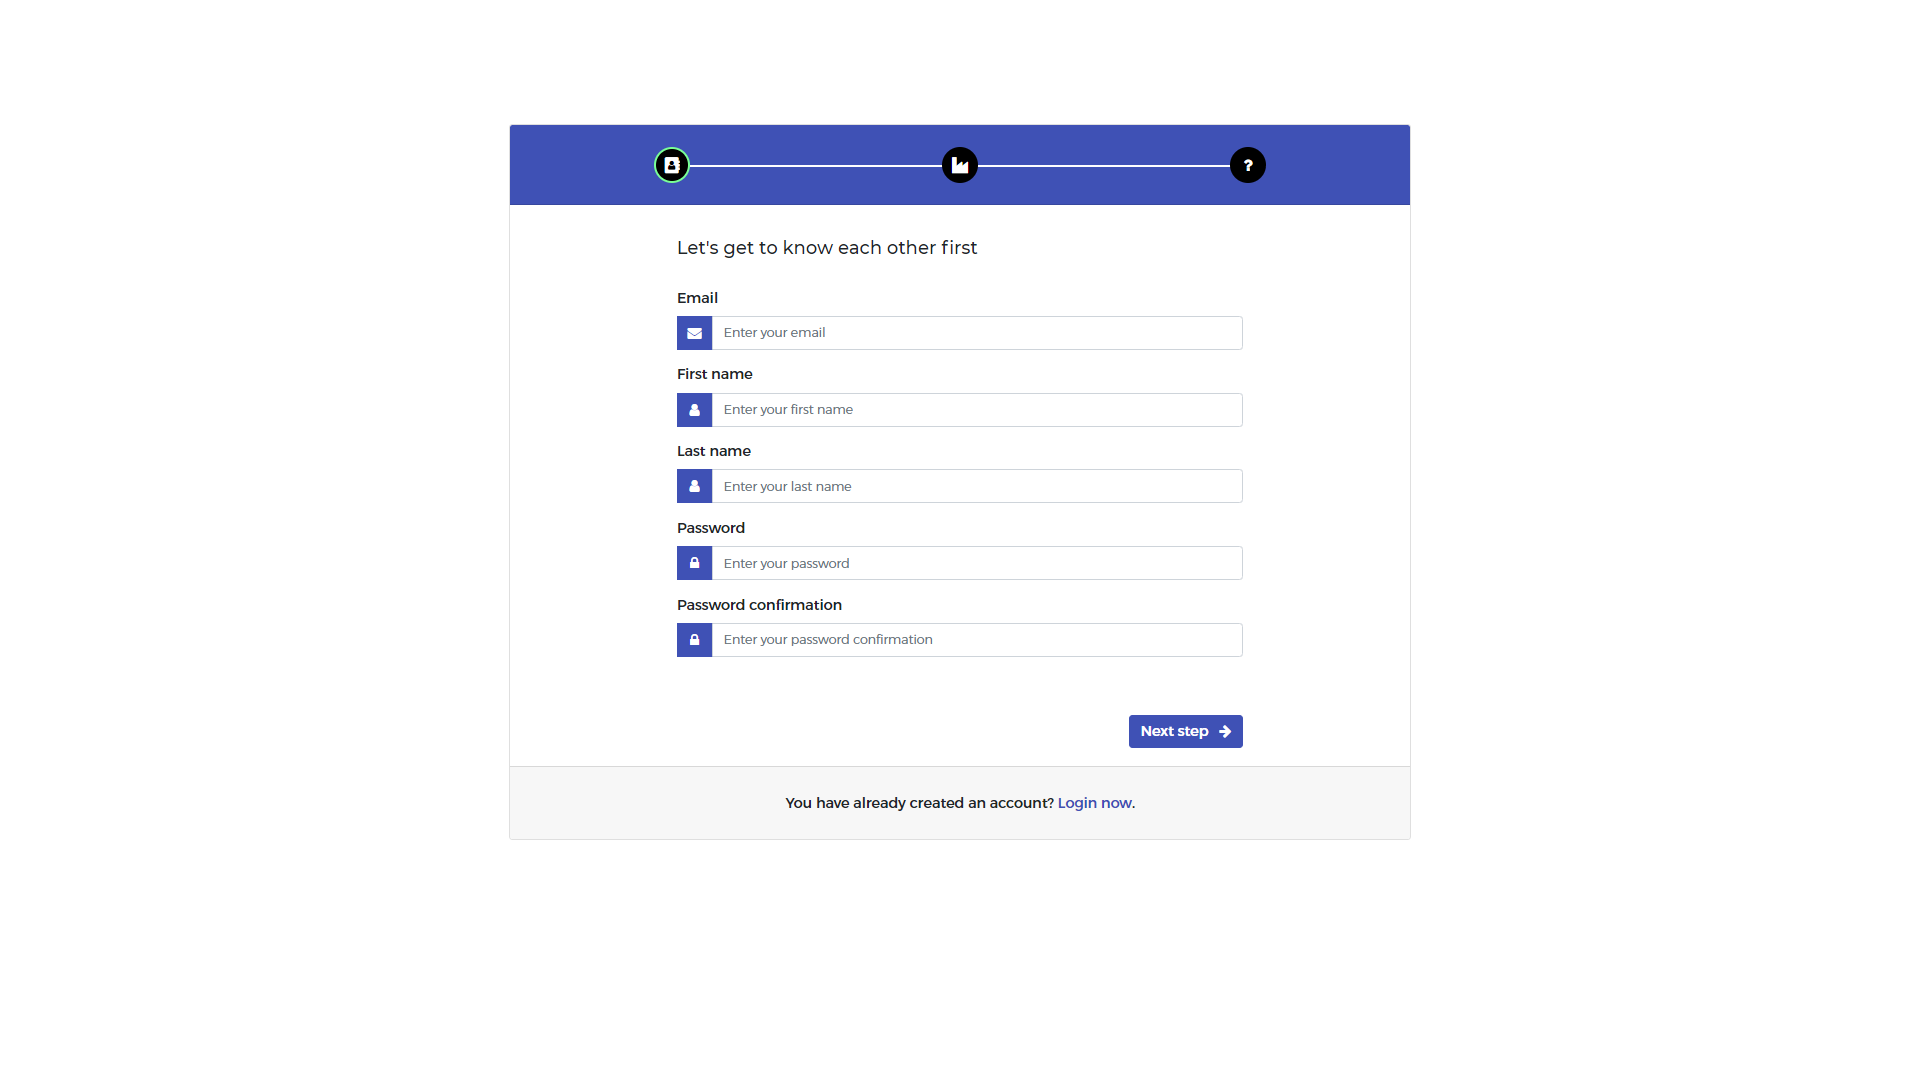 ?
Let's get to know each other first
Email
Enter your email
First name
Enter your first name
Last name
Enter your last name
Password
Enter your password
Password confirmation
Enter your password confirmation
Next step
You have already created an account? Login now.